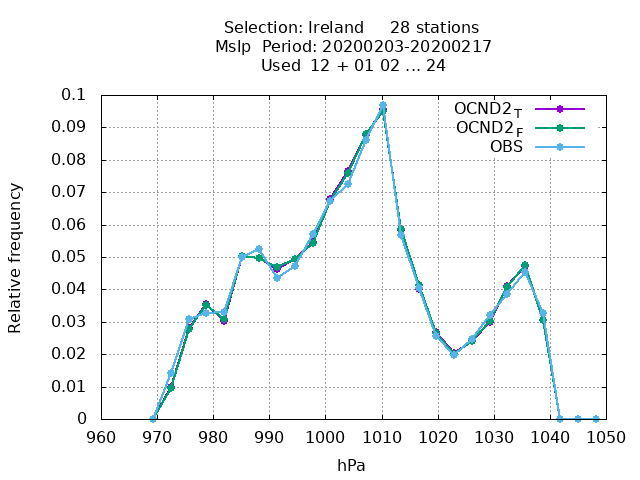 Selection: Ireland 28 stations
Mslp Period: 20200203-20200217
Used 12 + 01 02 ... 24
OCND2T
OCND2F
OBS
Relative frequency
0.1
0.09
0.08
0.07
0.06
0.05
0.04
0.03
0.02
0.01
0
960 970 980 990 1000 1010 1020 1030 1040 1050
hPa